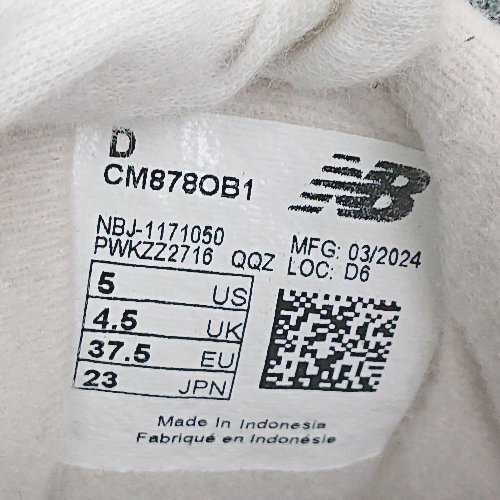 D
CM878OB1
NB
NBJ-1171050
PWKZZ2716 QQZ
MFG: 03/2024
LOC: D6
5 US
4.5 UK
37.5 EU
23 JPN
Made in Indonesia
Fabriqué en Indonésie